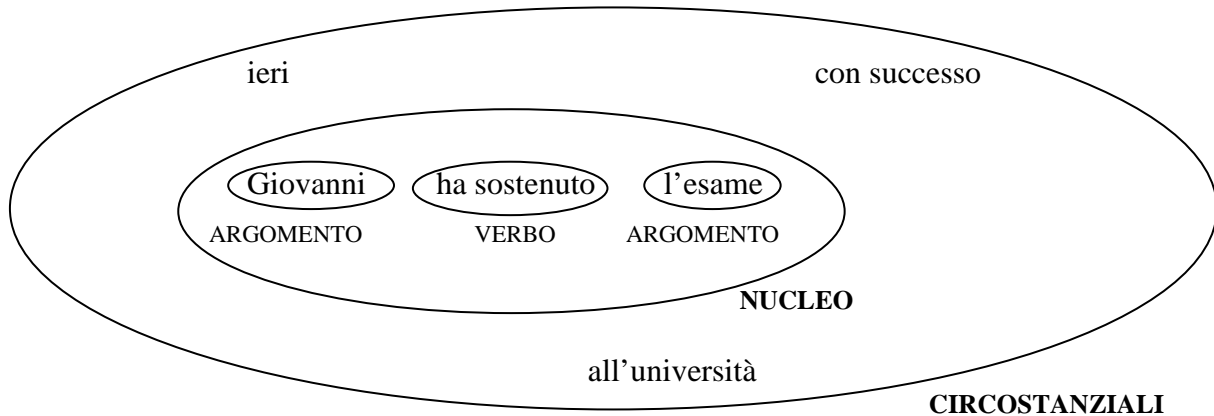 ieri con successo
Giovanni ha sostenuto l’esame
ARGOMENTO VERBO ARGOMENTO
NUCLEO
all’università
CIRCOSTANZIALI